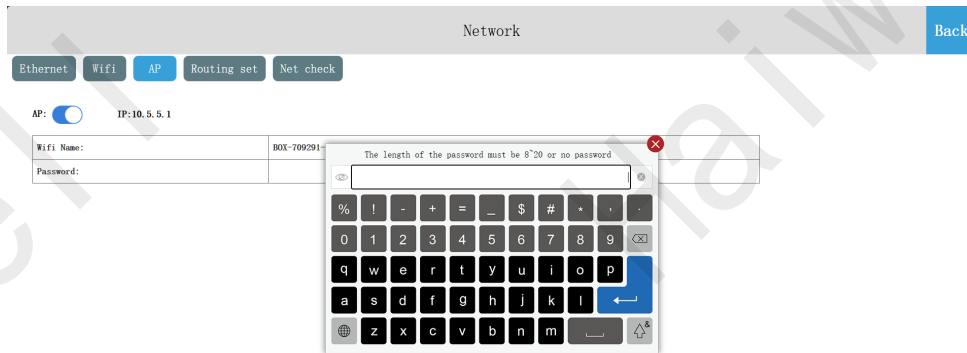 Network
Back
Ethernet Wifi AP Routing set Net check
AP: IP:10.5.5.1
Wifi Name: BOX-709291-
Password:
The length of the password must be 8~20 or no password
% ! - + = _ $ # * , .
0 1 2 3 4 5 6 7 8 9
q w e r t y u i o p
a s d f g h j k l
z x c v b n m &